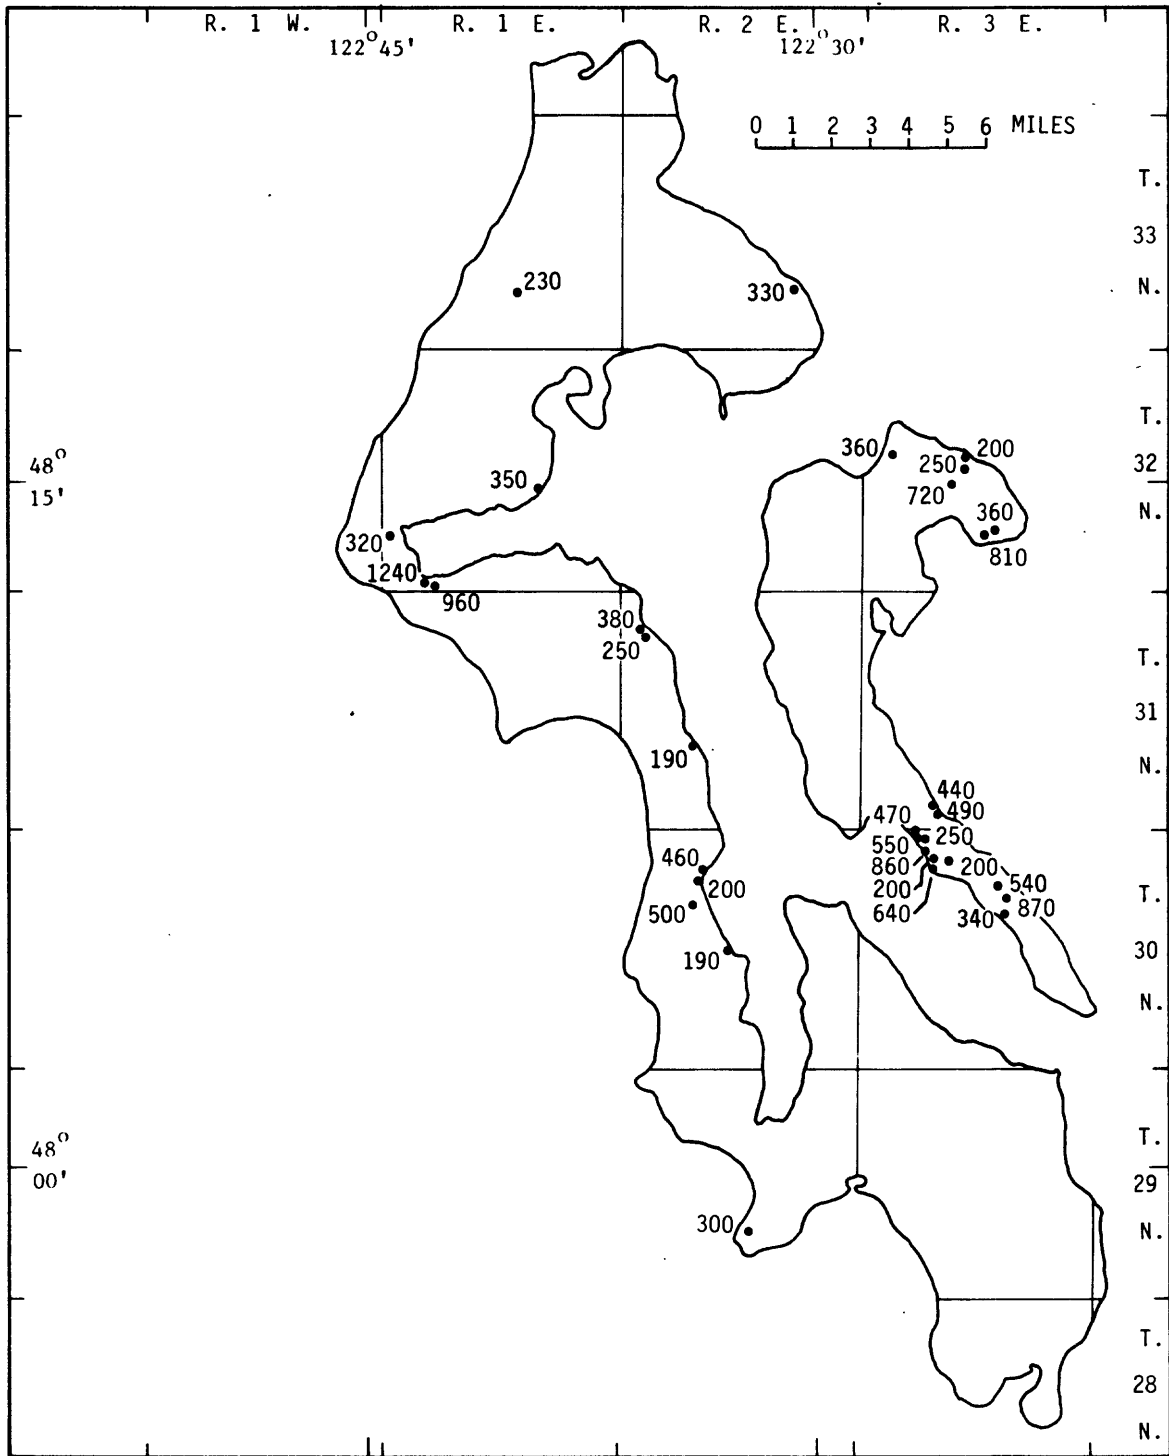 R. 1 W. R. 1 E. R. 2 E. R. 3 E.
122° 45' 122° 30'
0 1 2 3 4 5 6 MILES
T.
33
N.
230
330
T.
32
N.
48°
15'
360
200
250
720
360
810
350
320
1240
960
380
250
T.
31
N.
190
440
490
470
250
550
860
200
200
640
540
870
340
460
200
500
190
T.
30
N.
48°
00'
T.
29
N.
300
T.
28
N.